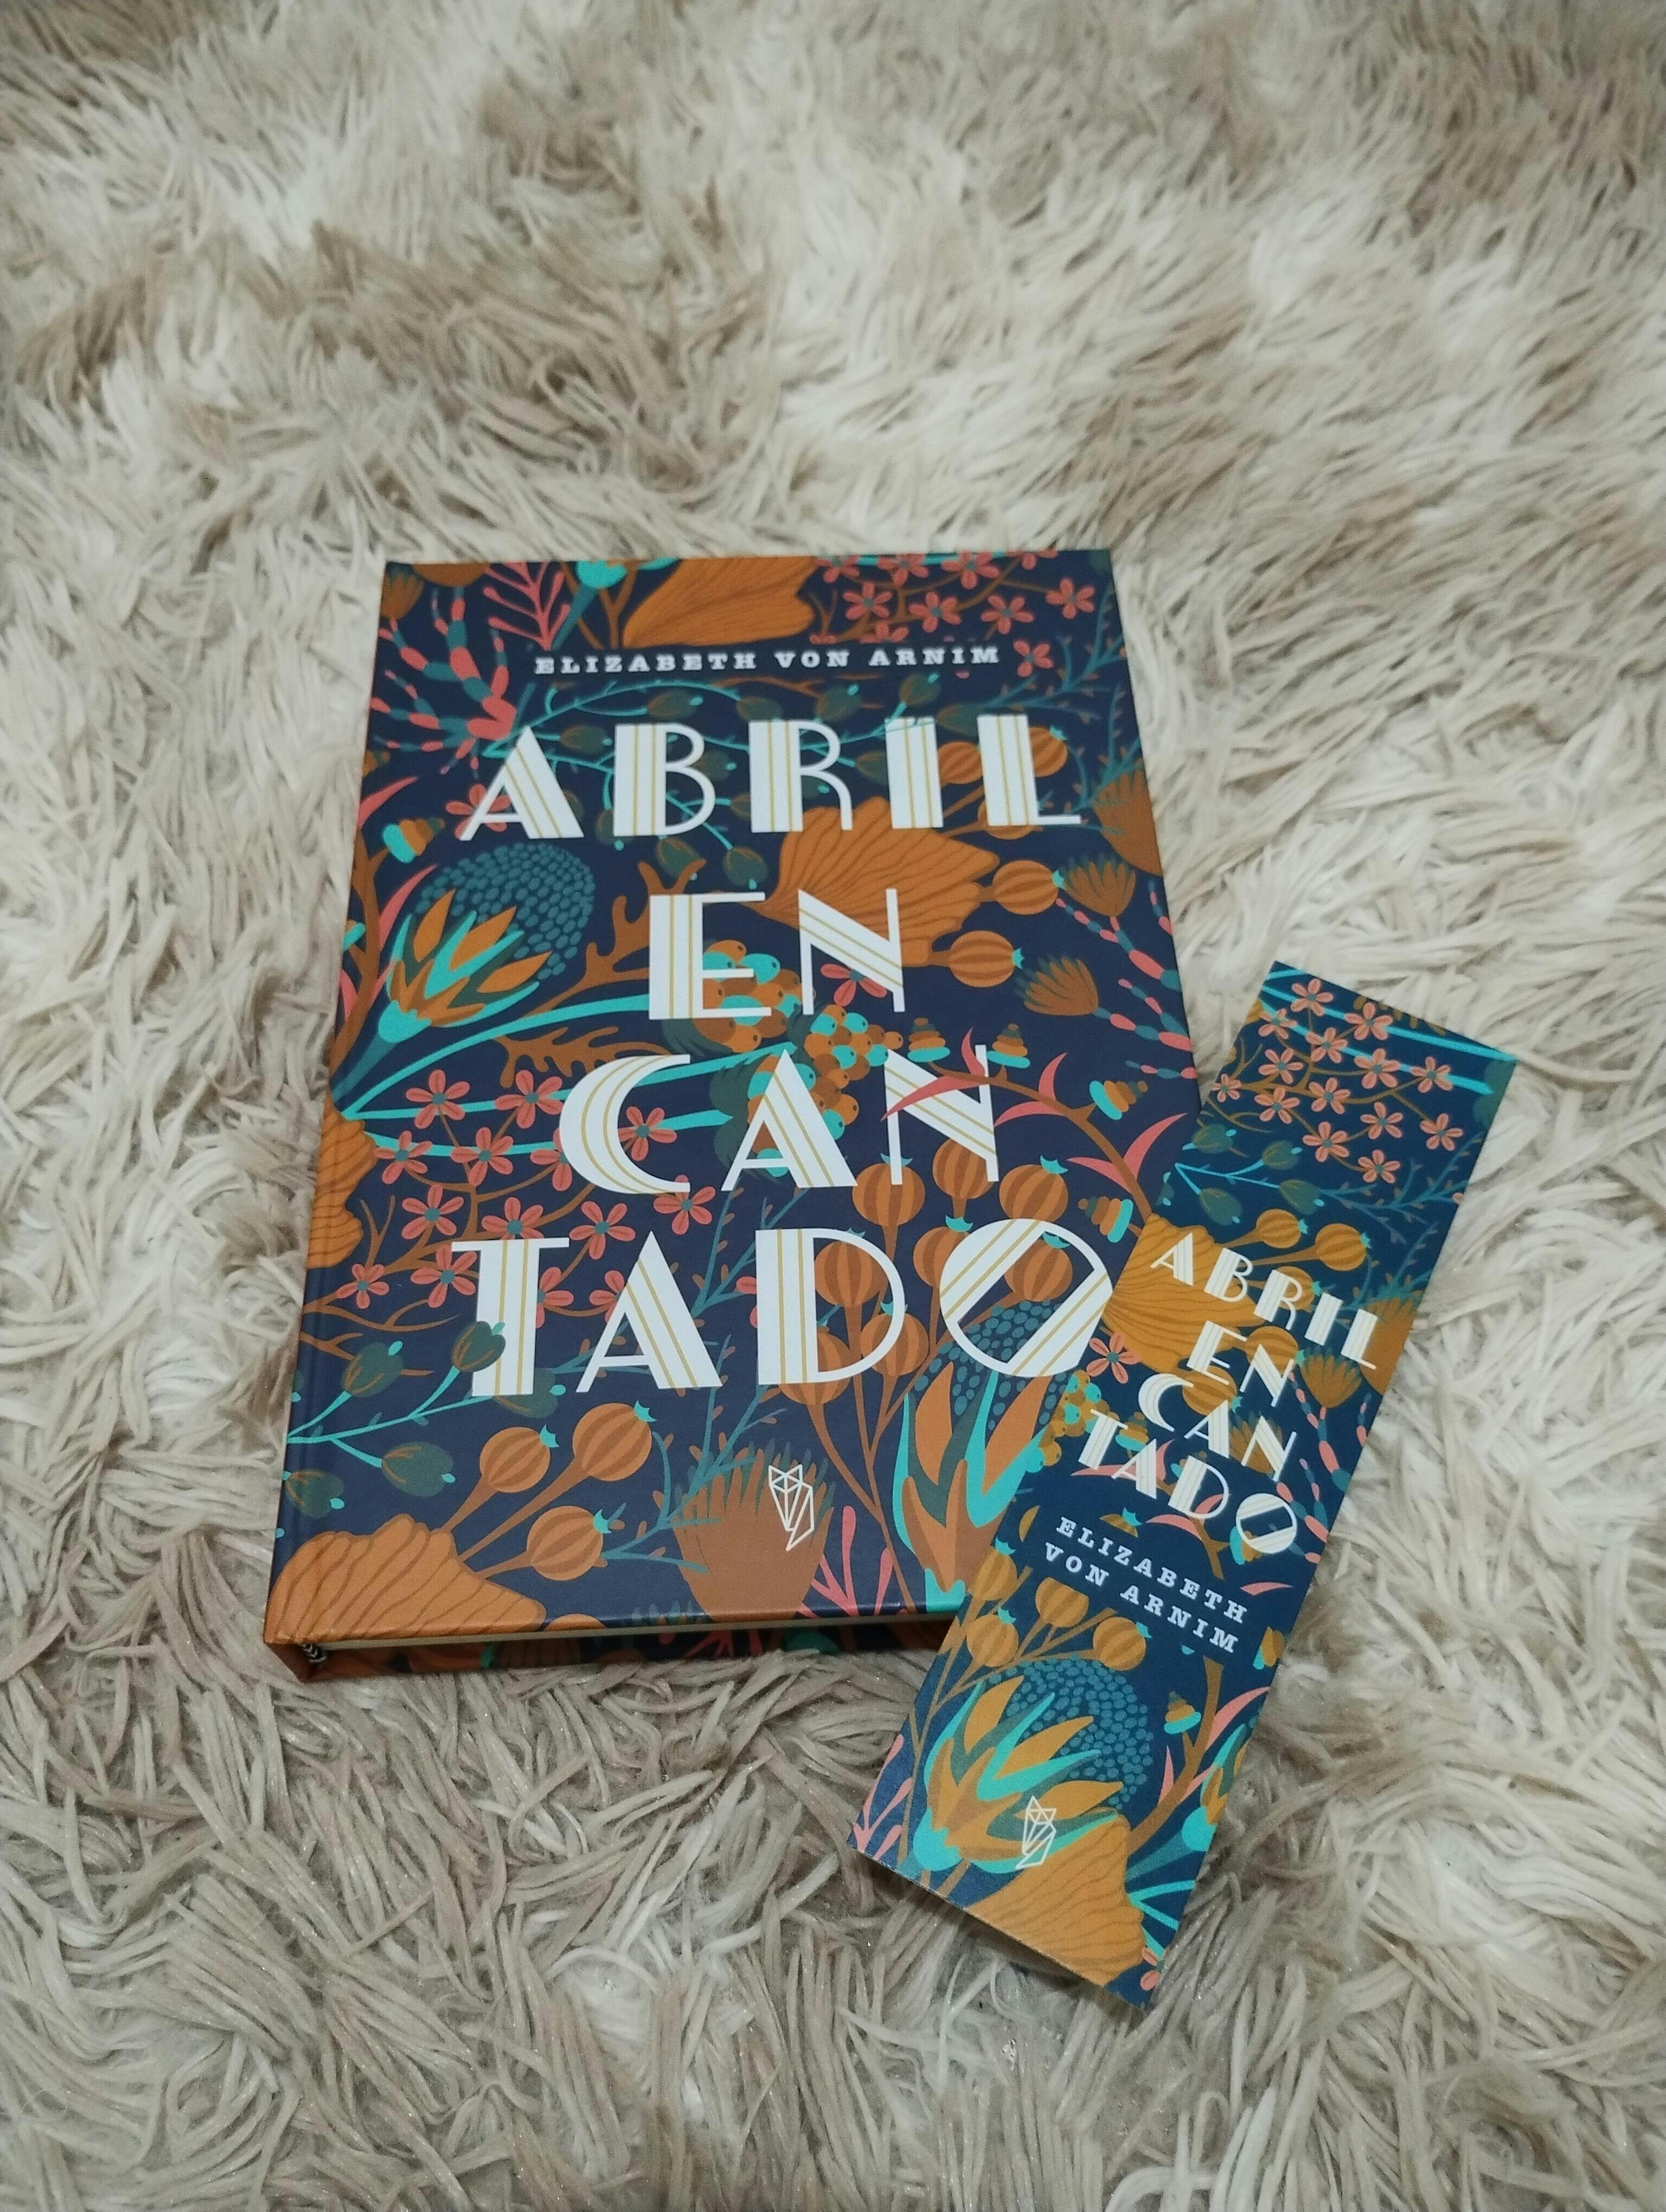 ELIZABETH VON ARNIM
ABRIL
EN
CAN
TADO
ABRIL
EN
CAN
TADO
ELIZABETH
VON ARNIM